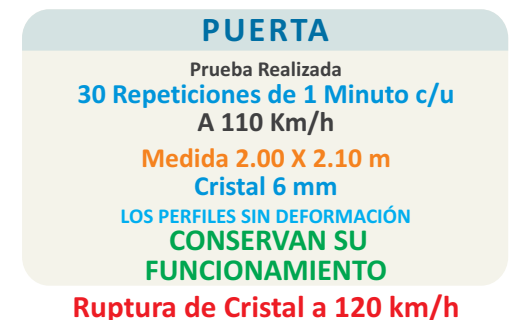 PUERTA
Prueba Realizada
30 Repeticiones de 1 Minuto c/u
A 110 Km/h
Medida 2.00 X 2.10 m
Cristal 6 mm
LOS PERFILES SIN DEFORMACIÓN
CONSERVAN SU
FUNCIONAMIENTO
Ruptura de Cristal a 120 km/h